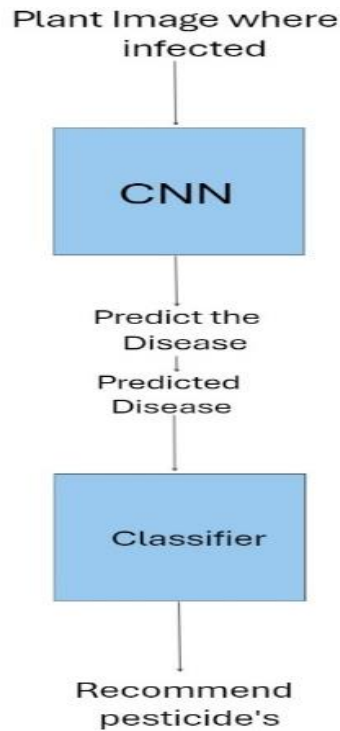 Plant Image where
infected
CNN
Predict the
Disease
Predicted
Disease
Classifier
Recommend
pesticide's